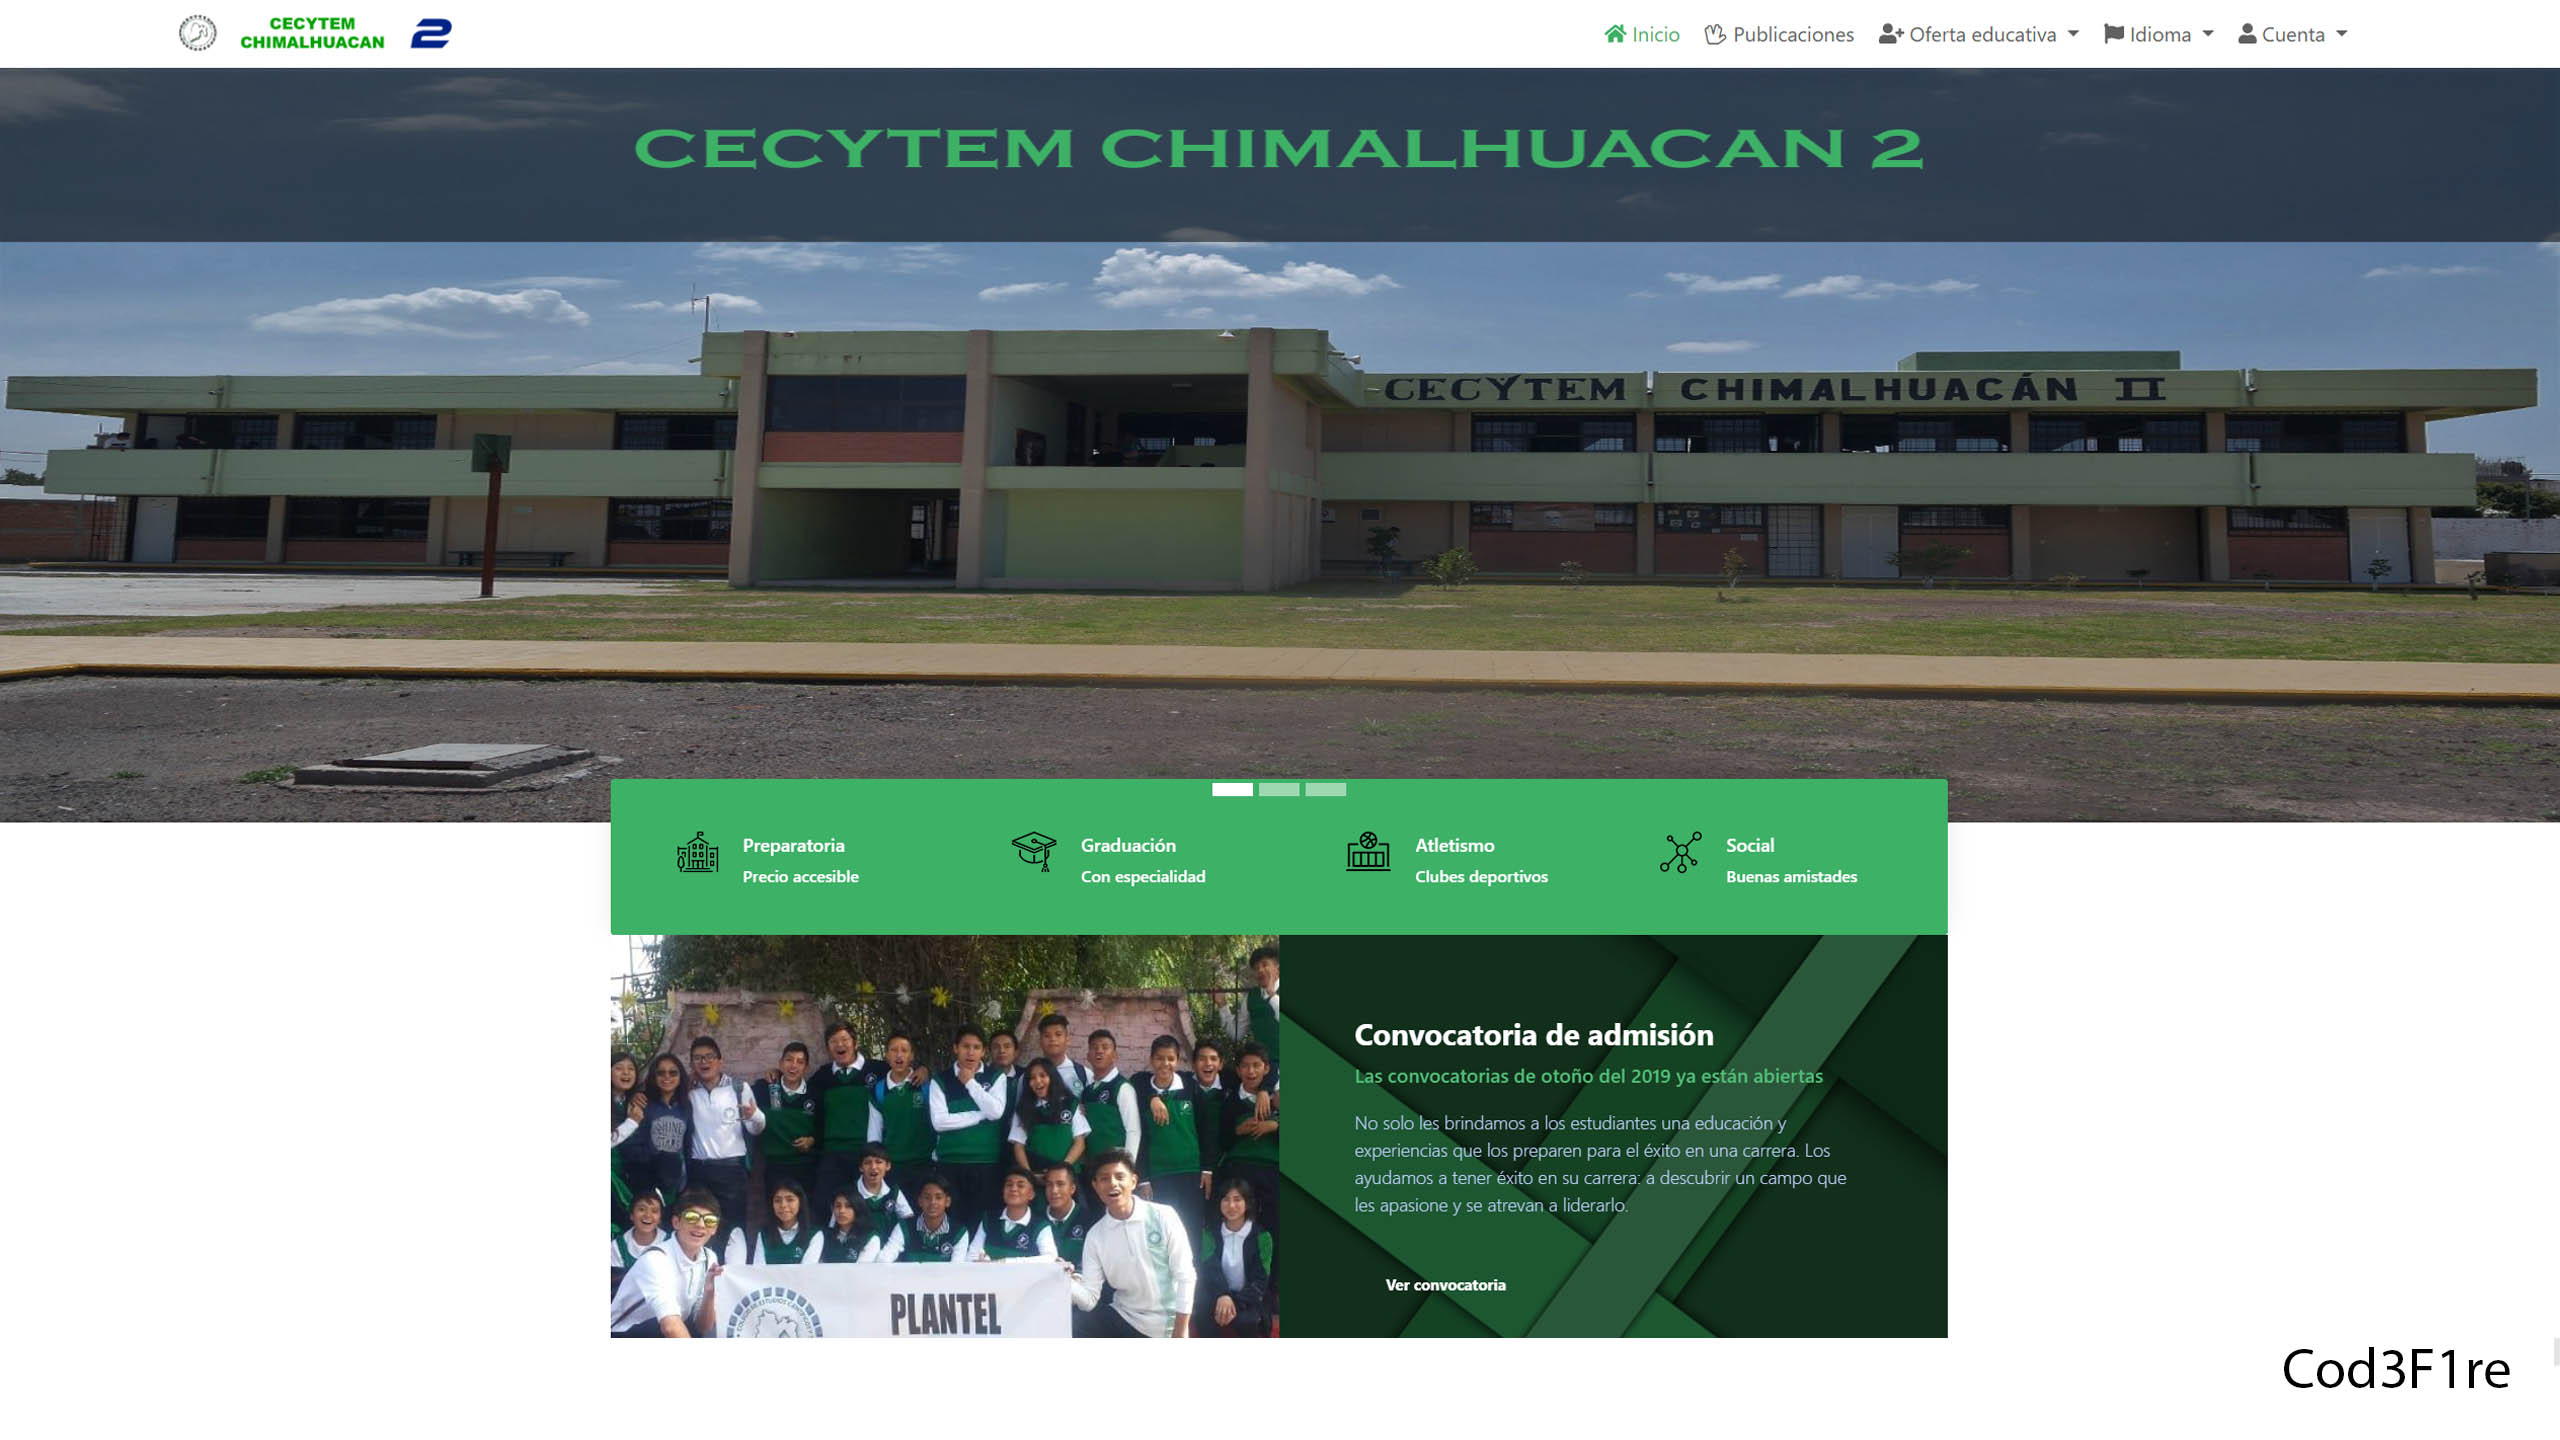 CECYTEM
CHIMALHUACAN
2
Inicio
Publicaciones
Oferta educativa
Idioma
Cuenta
CECYTEM CHIMALHUACAN 2
CECYTEM CHIMALHUACÁN II
Preparatoria
Precio accesible
Graduación
Con especialidad
Atletismo
Clubes deportivos
Social
Buenas amistades
Convocatoria de admisión
Las convocatorias de otoño del 2019 ya están abiertas
No solo les brindamos a los estudiantes una educación y
experiencias que los preparen para el éxito en una carrera. Los
ayudamos a tener éxito en su carrera: a descubrir un campo que
les apasione y se atrevan a liderarlo.
Ver convocatoria
PLANTEL
Cod3F1re